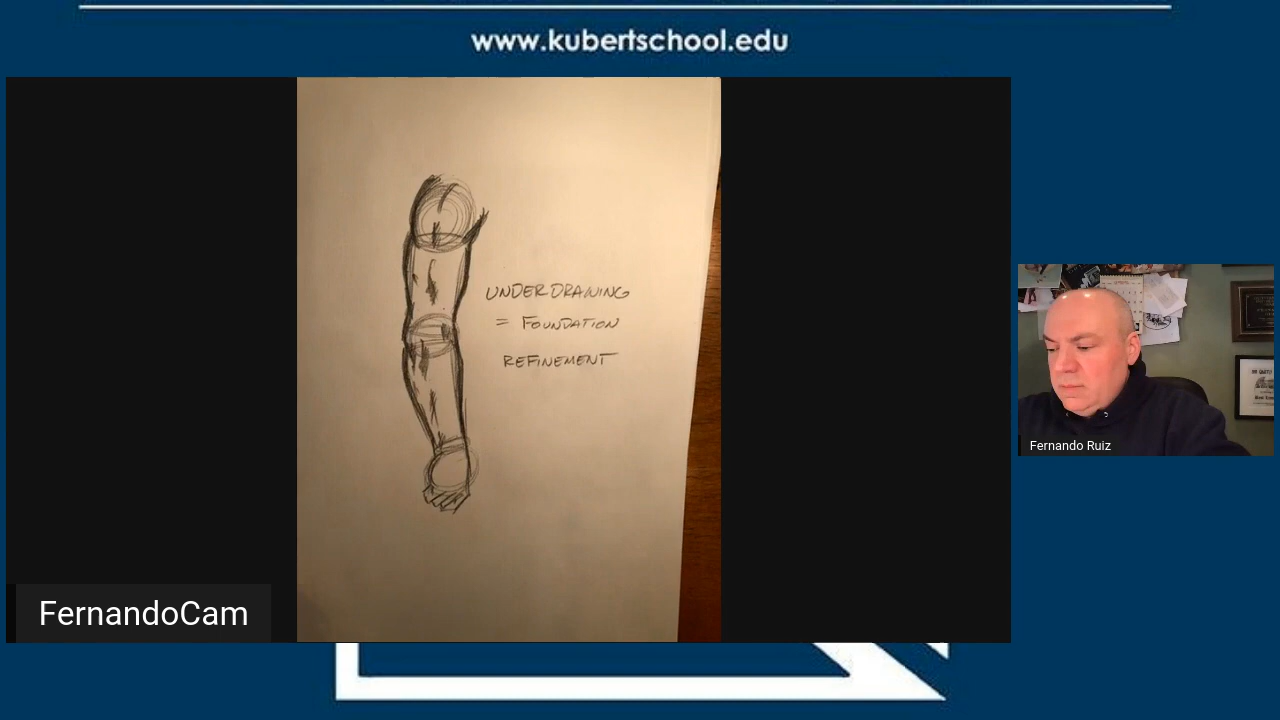 www.kubertschool.edu
UNDERDRAWING
= FOUNDATION
REFINEMENT
Fernando Ruiz
FernandoCam